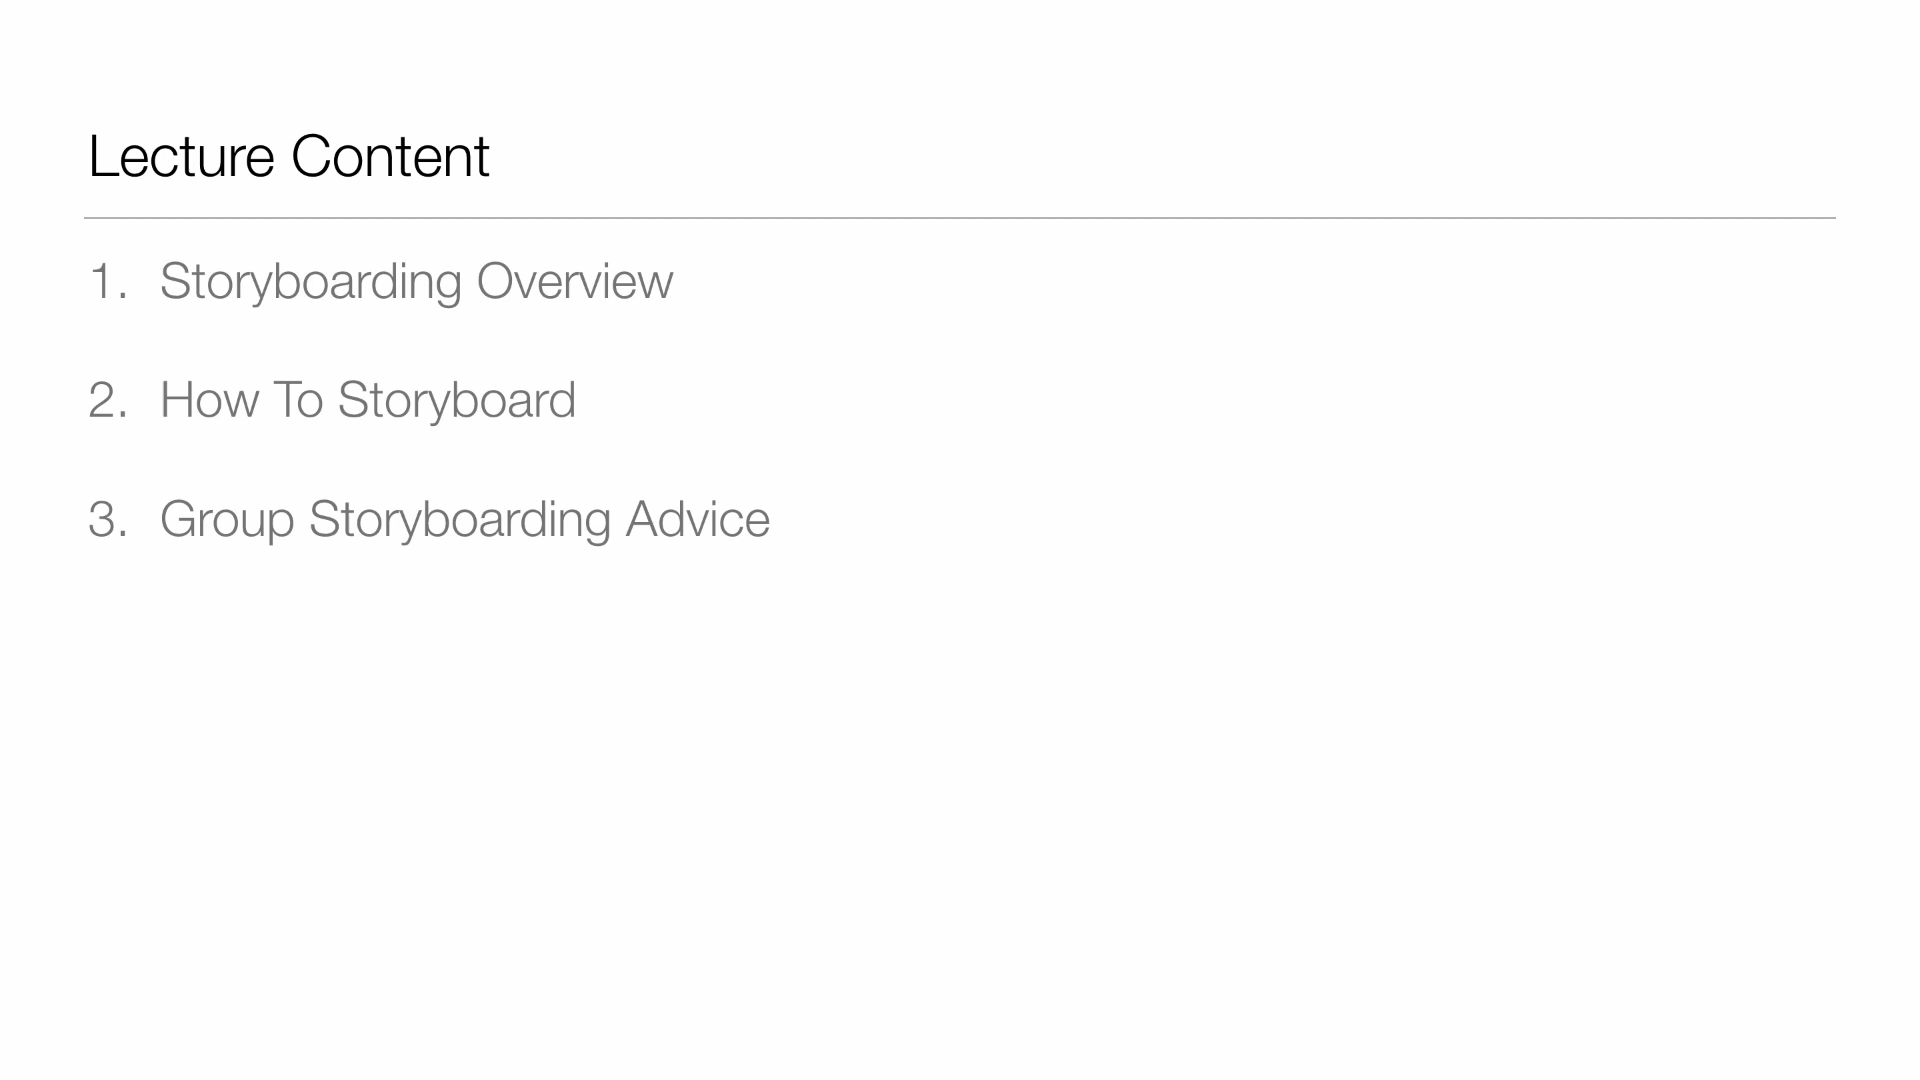 Lecture Content
1. Storyboarding Overview
2. How To Storyboard
3. Group Storyboarding Advice